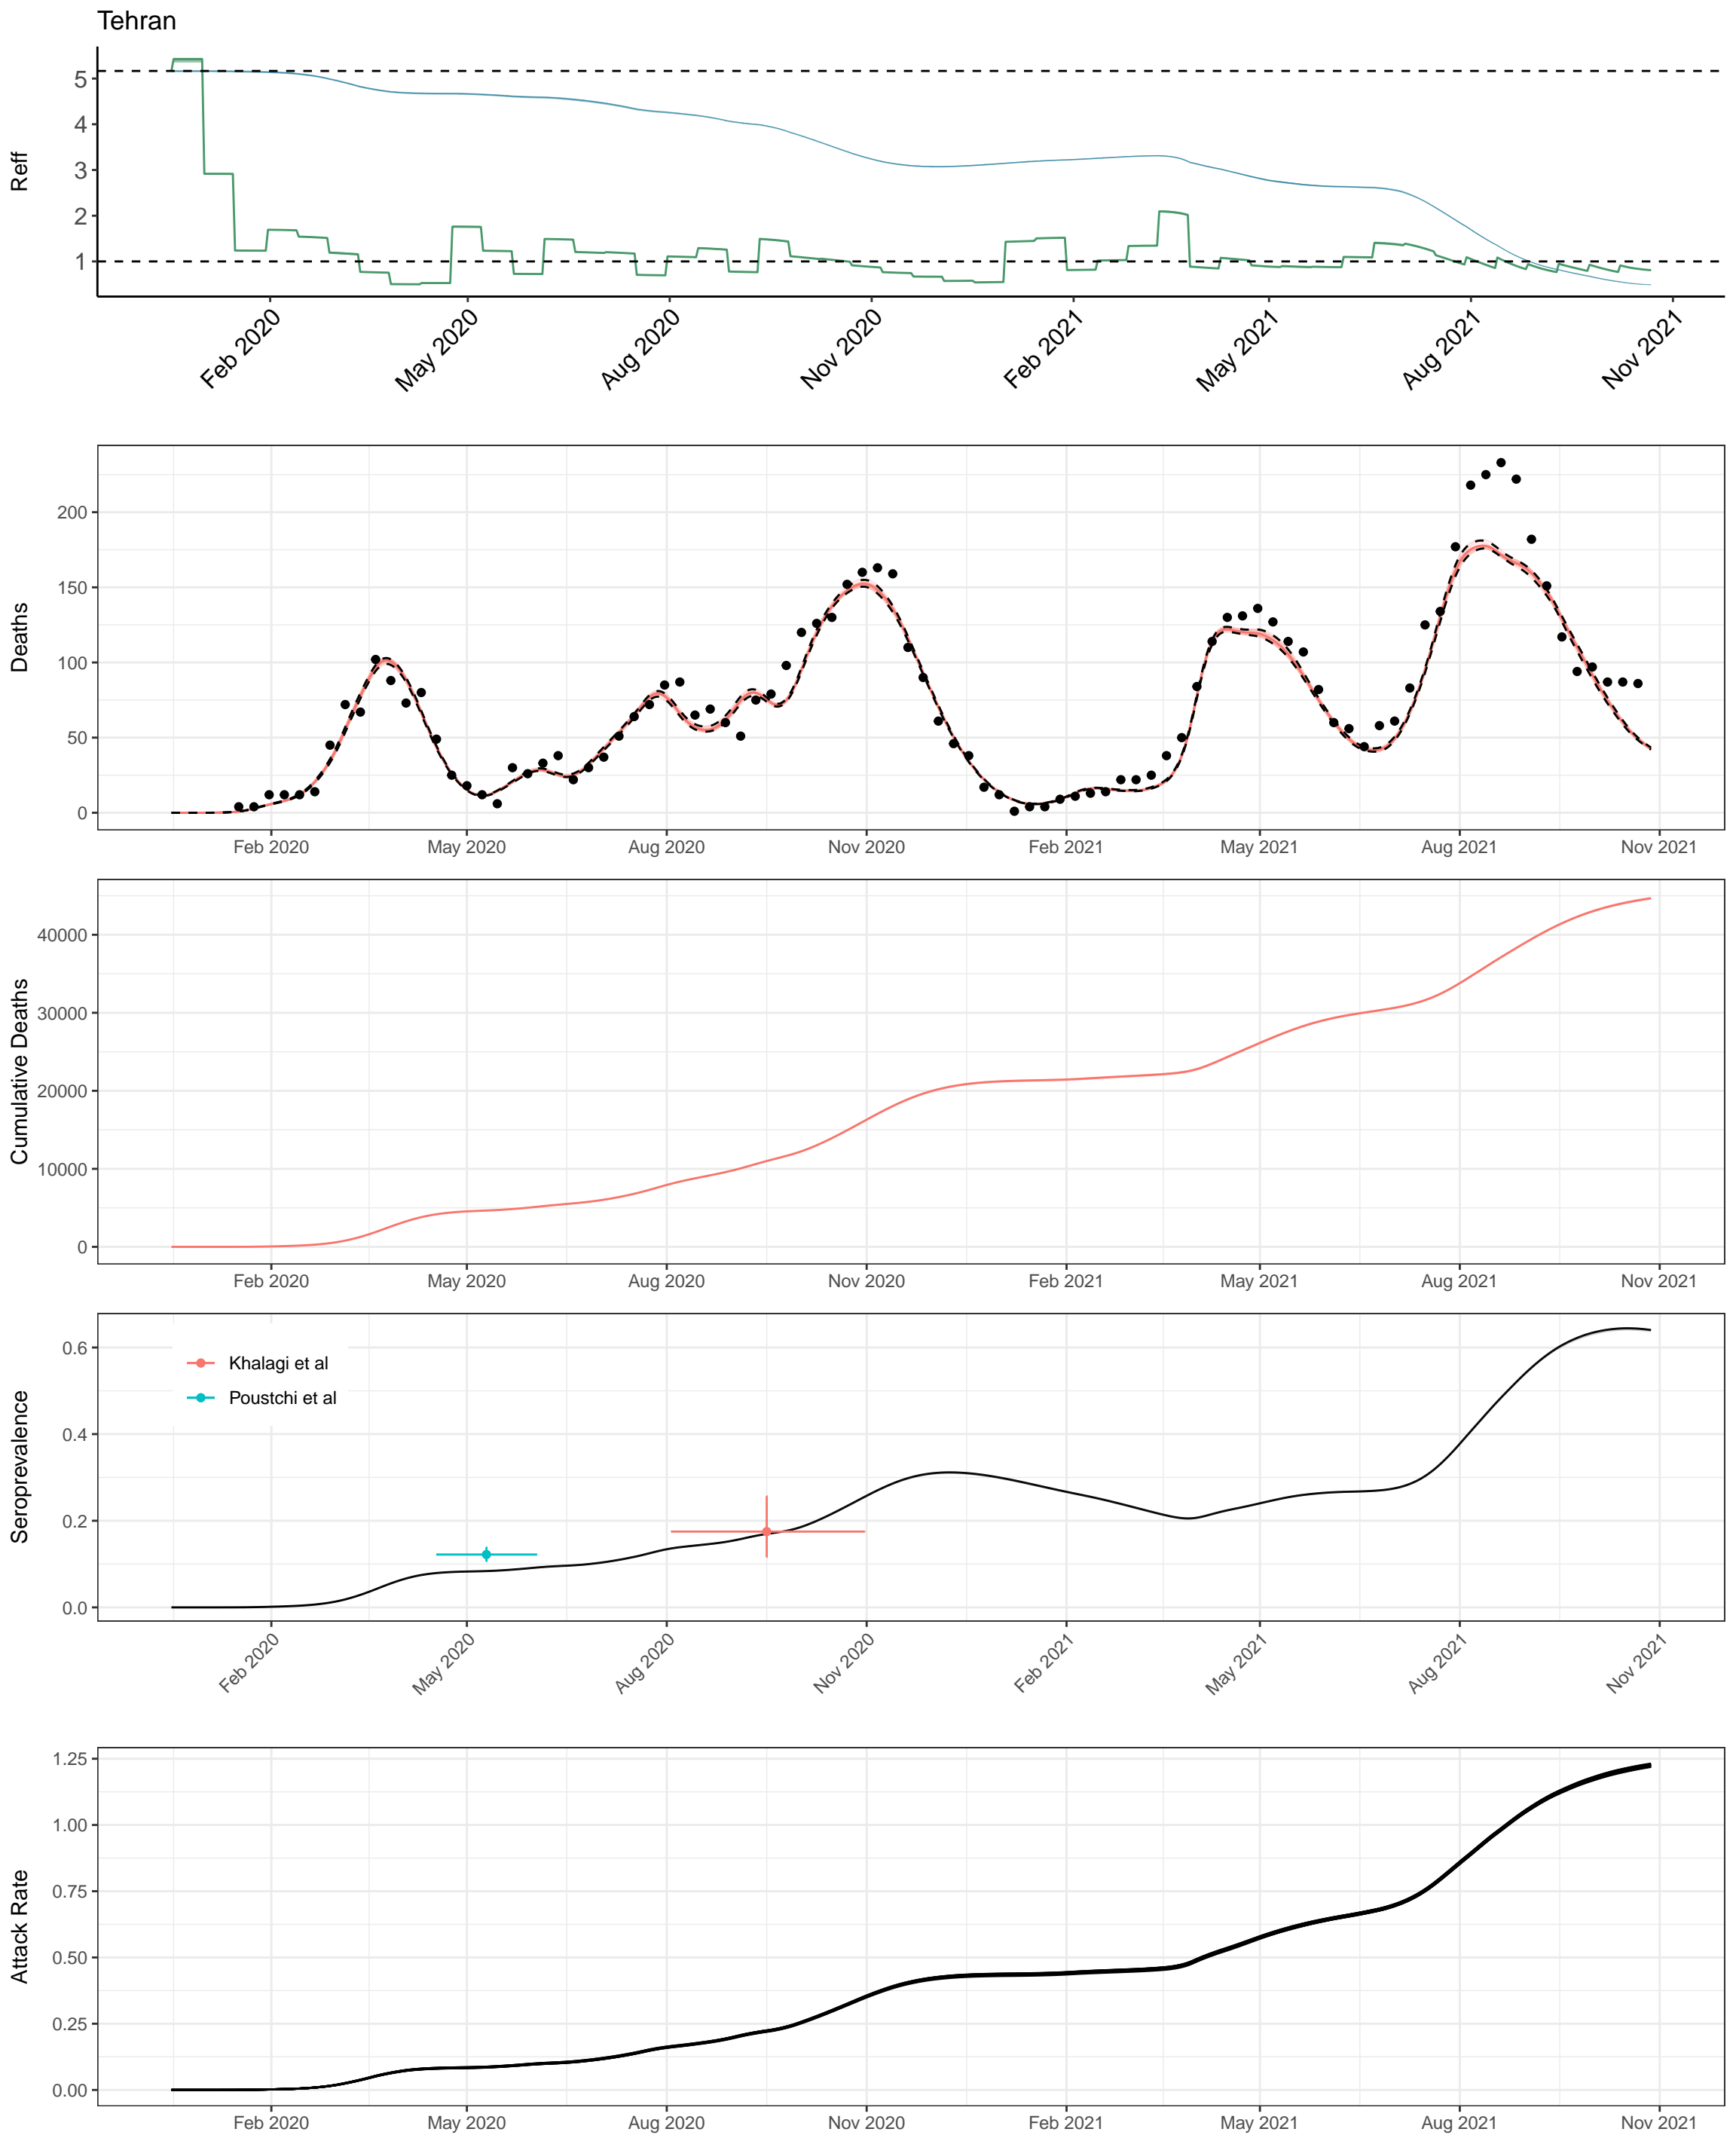 Tehran
Reff
5
4
3
2
1
Feb 2020
May 2020
Aug 2020
Nov 2020
Feb 2021
May 2021
Aug 2021
Nov 2021
Deaths
200
150
100
50
0
Feb 2020
May 2020
Aug 2020
Nov 2020
Feb 2021
May 2021
Aug 2021
Nov 2021
Cumulative Deaths
40000
30000
20000
10000
0
Feb 2020
May 2020
Aug 2020
Nov 2020
Feb 2021
May 2021
Aug 2021
Nov 2021
Seroprevalence
0.6
0.4
0.2
0.0
Khalagi et al
Poustchi et al
Feb 2020
May 2020
Aug 2020
Nov 2020
Feb 2021
May 2021
Aug 2021
Nov 2021
Attack Rate
1.25
1.00
0.75
0.50
0.25
0.00
Feb 2020
May 2020
Aug 2020
Nov 2020
Feb 2021
May 2021
Aug 2021
Nov 2021